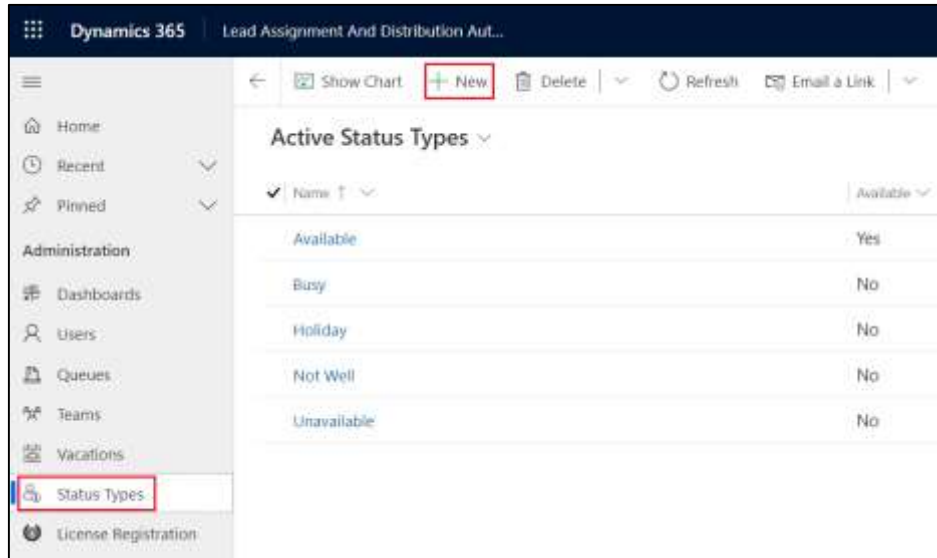 Dynamics 365 Lead Assignment And Distribution Aut...
Show Chart New Delete Refresh Email a Link
Home
Recent
Pinned
Administration
Dashboards
Users
Queues
Teams
Vacations
Status Types
License Registration
Active Status Types
Name Available
Available Yes
Busy No
Holiday No
Not Well No
Unavailable No